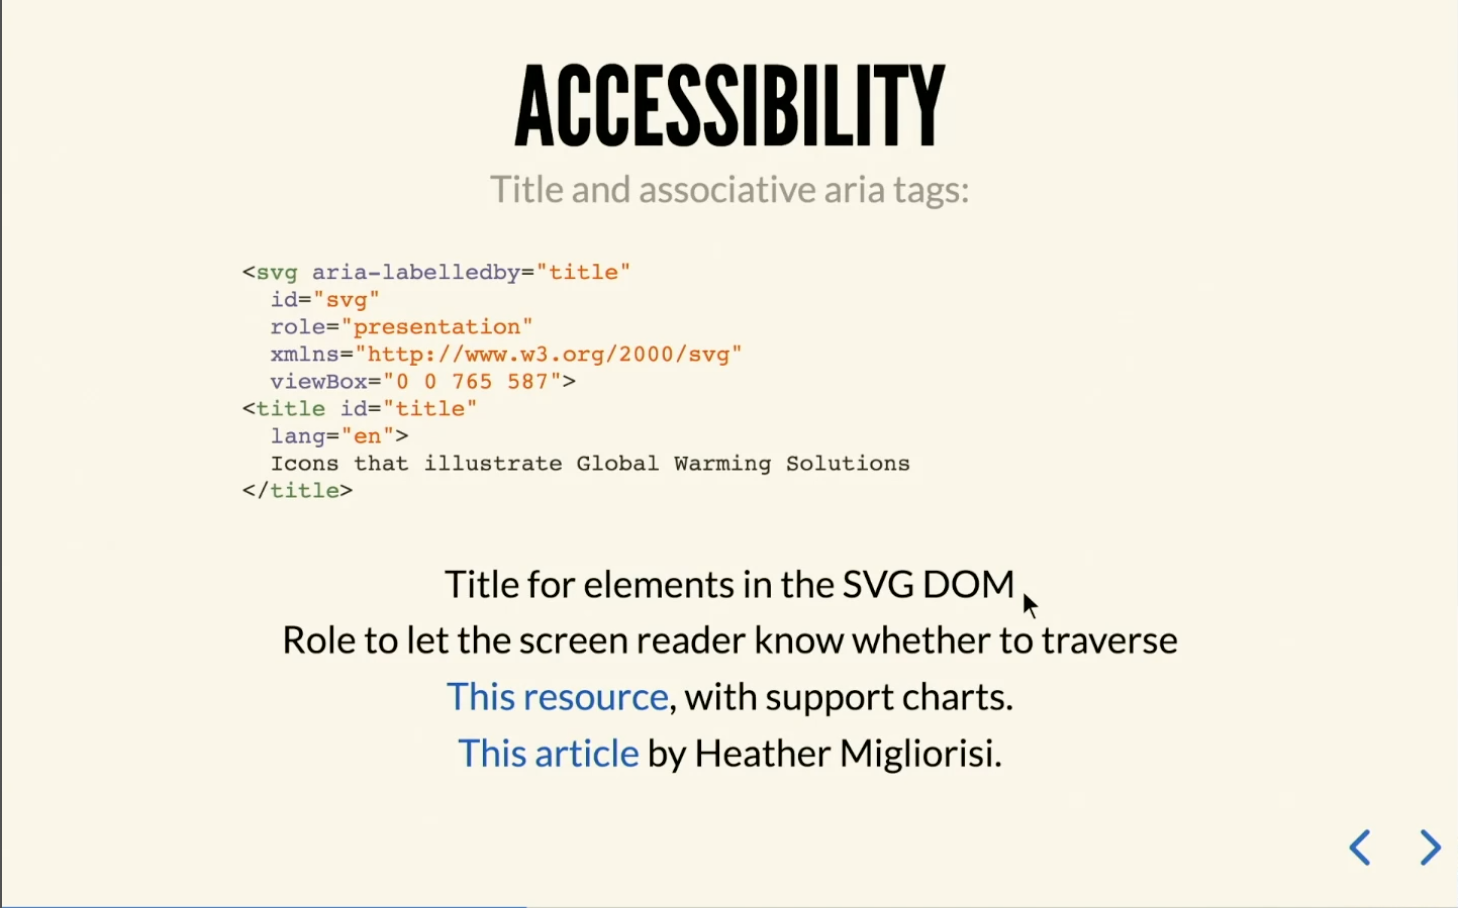 ACCESSIBILITY
Title and associative aria tags:
<svg aria-labelledby="title"
id="svg"
role="presentation"
xmlns="http://www.w3.org/2000/svg"
viewBox="0 0 765 587">
<title id="title"
lang="en">
Icons that illustrate Global Warming Solutions
</title>
Title for elements in the SVG DOM
Role to let the screen reader know whether to traverse
This resource, with support charts.
This article by Heather Migliorisi.